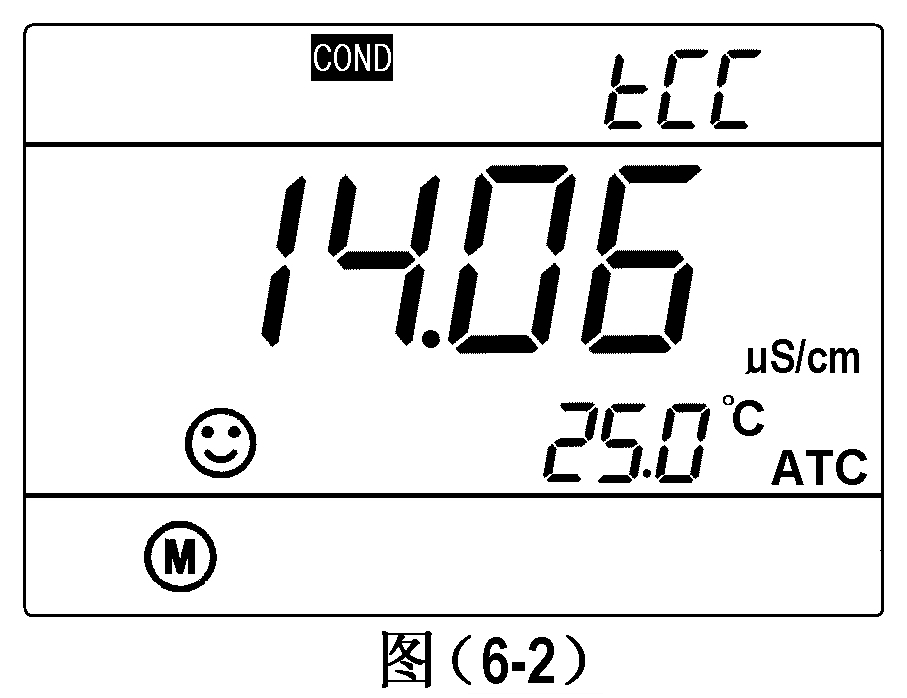 COND
tCC
14.06
μS/cm
25.0 ℃
ATC
M
图（6-2）